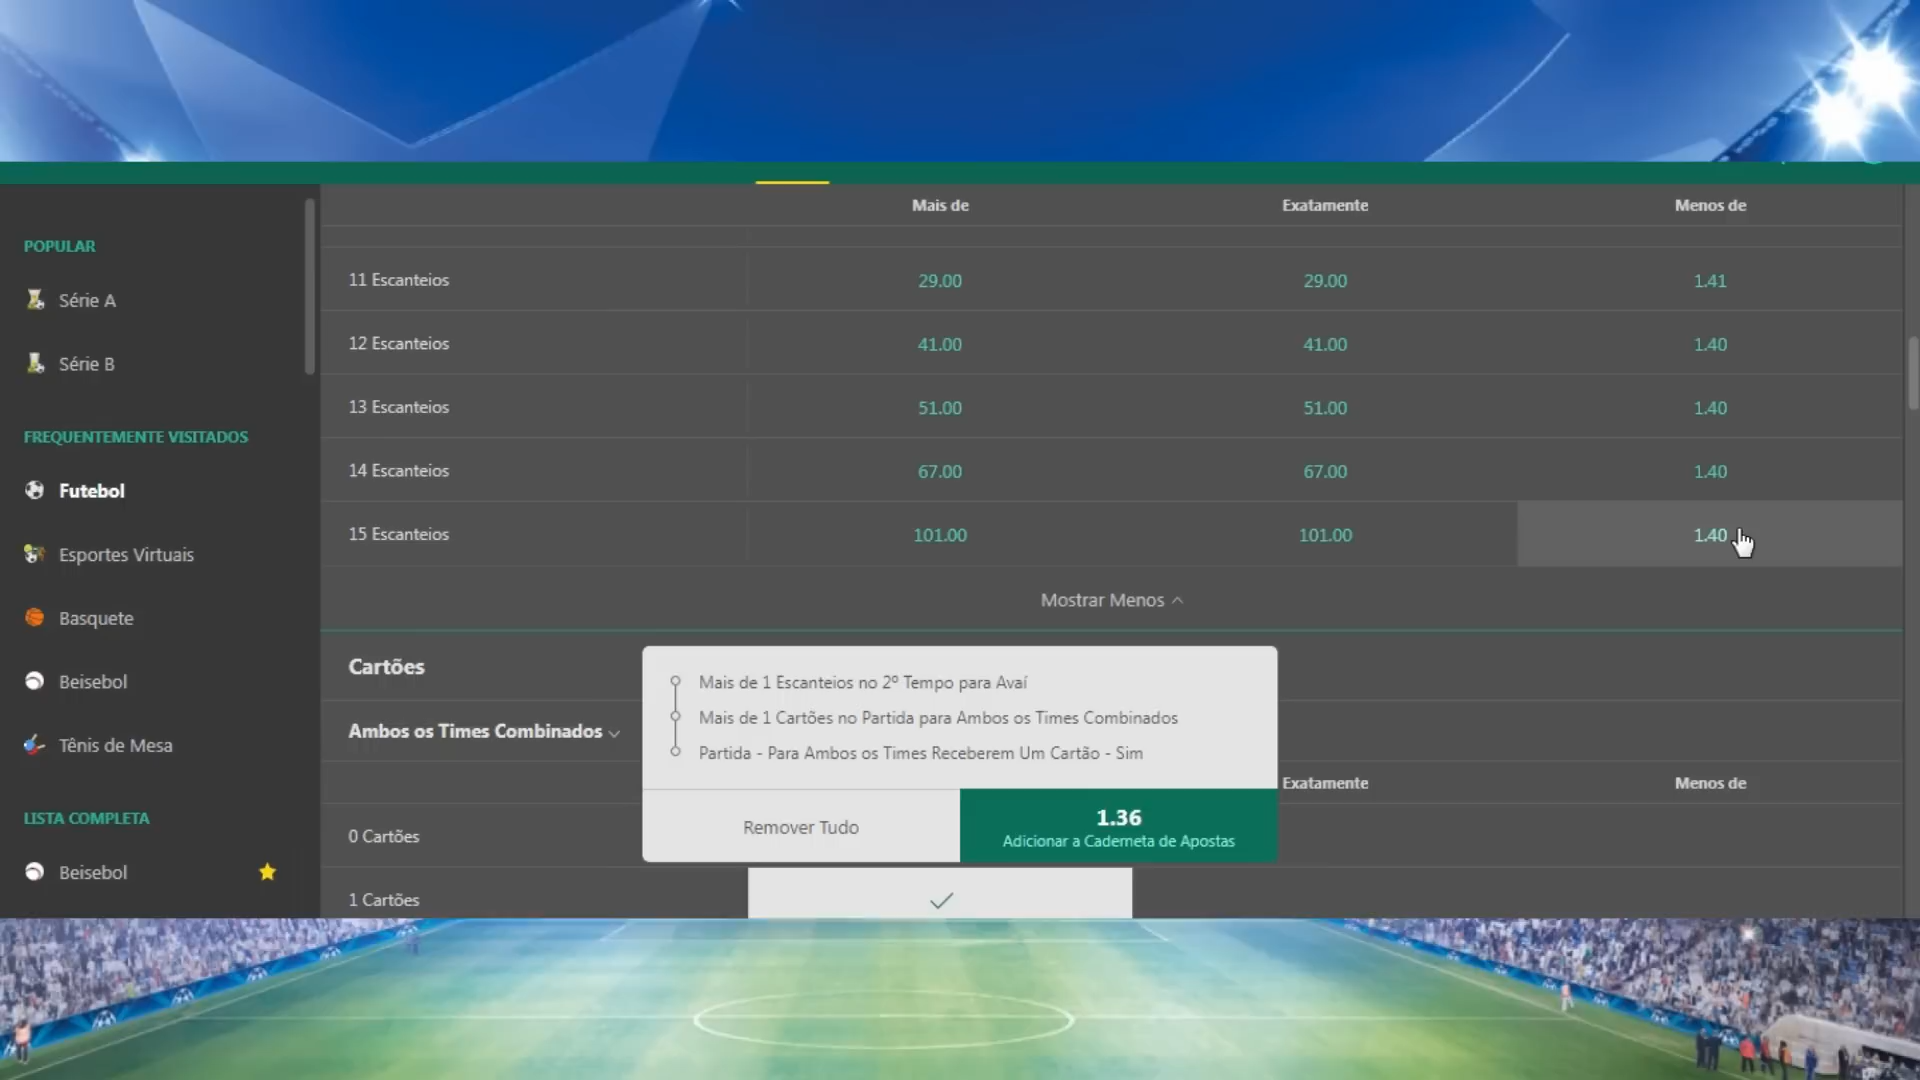 Mais de Exatamente Menos de
POPULAR
Série A
Série B
FREQUENTEMENTE VISITADOS
Futebol
Esportes Virtuais
Basquete
Beisebol
Tênis de Mesa
LISTA COMPLETA
Beisebol
11 Escanteios 29.00 29.00 1.41
12 Escanteios 41.00 41.00 1.40
13 Escanteios 51.00 51.00 1.40
14 Escanteios 67.00 67.00 1.40
15 Escanteios 101.00 101.00 1.40
Mostrar Menos
Cartões
Ambos os Times Combinados
Exatamente Menos de
0 Cartões
1 Cartões
Mais de 1 Escanteios no 2º Tempo para Avaí
Mais de 1 Cartões no Partida para Ambos os Times Combinados
Partida - Para Ambos os Times Receberem Um Cartão - Sim
Remover Tudo
1.36
Adicionar a Caderneta de Apostas